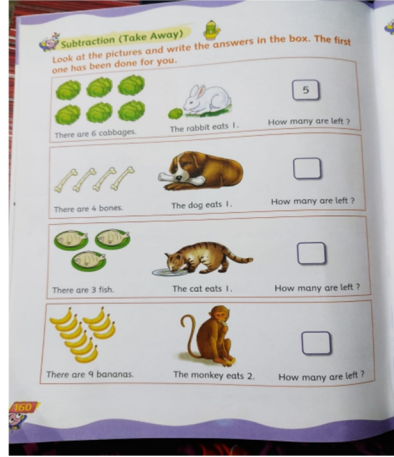 Subtraction (Take Away)
Look at the pictures and write the answers in the box. The first
one has been done for you.
5
There are 6 cabbages.
The rabbit eats 1.
How many are left ?
There are 4 bones.
The dog eats 1.
How many are left ?
There are 3 fish.
The cat eats 1.
How many are left ?
There are 9 bananas.
The monkey eats 2.
How many are left ?
160